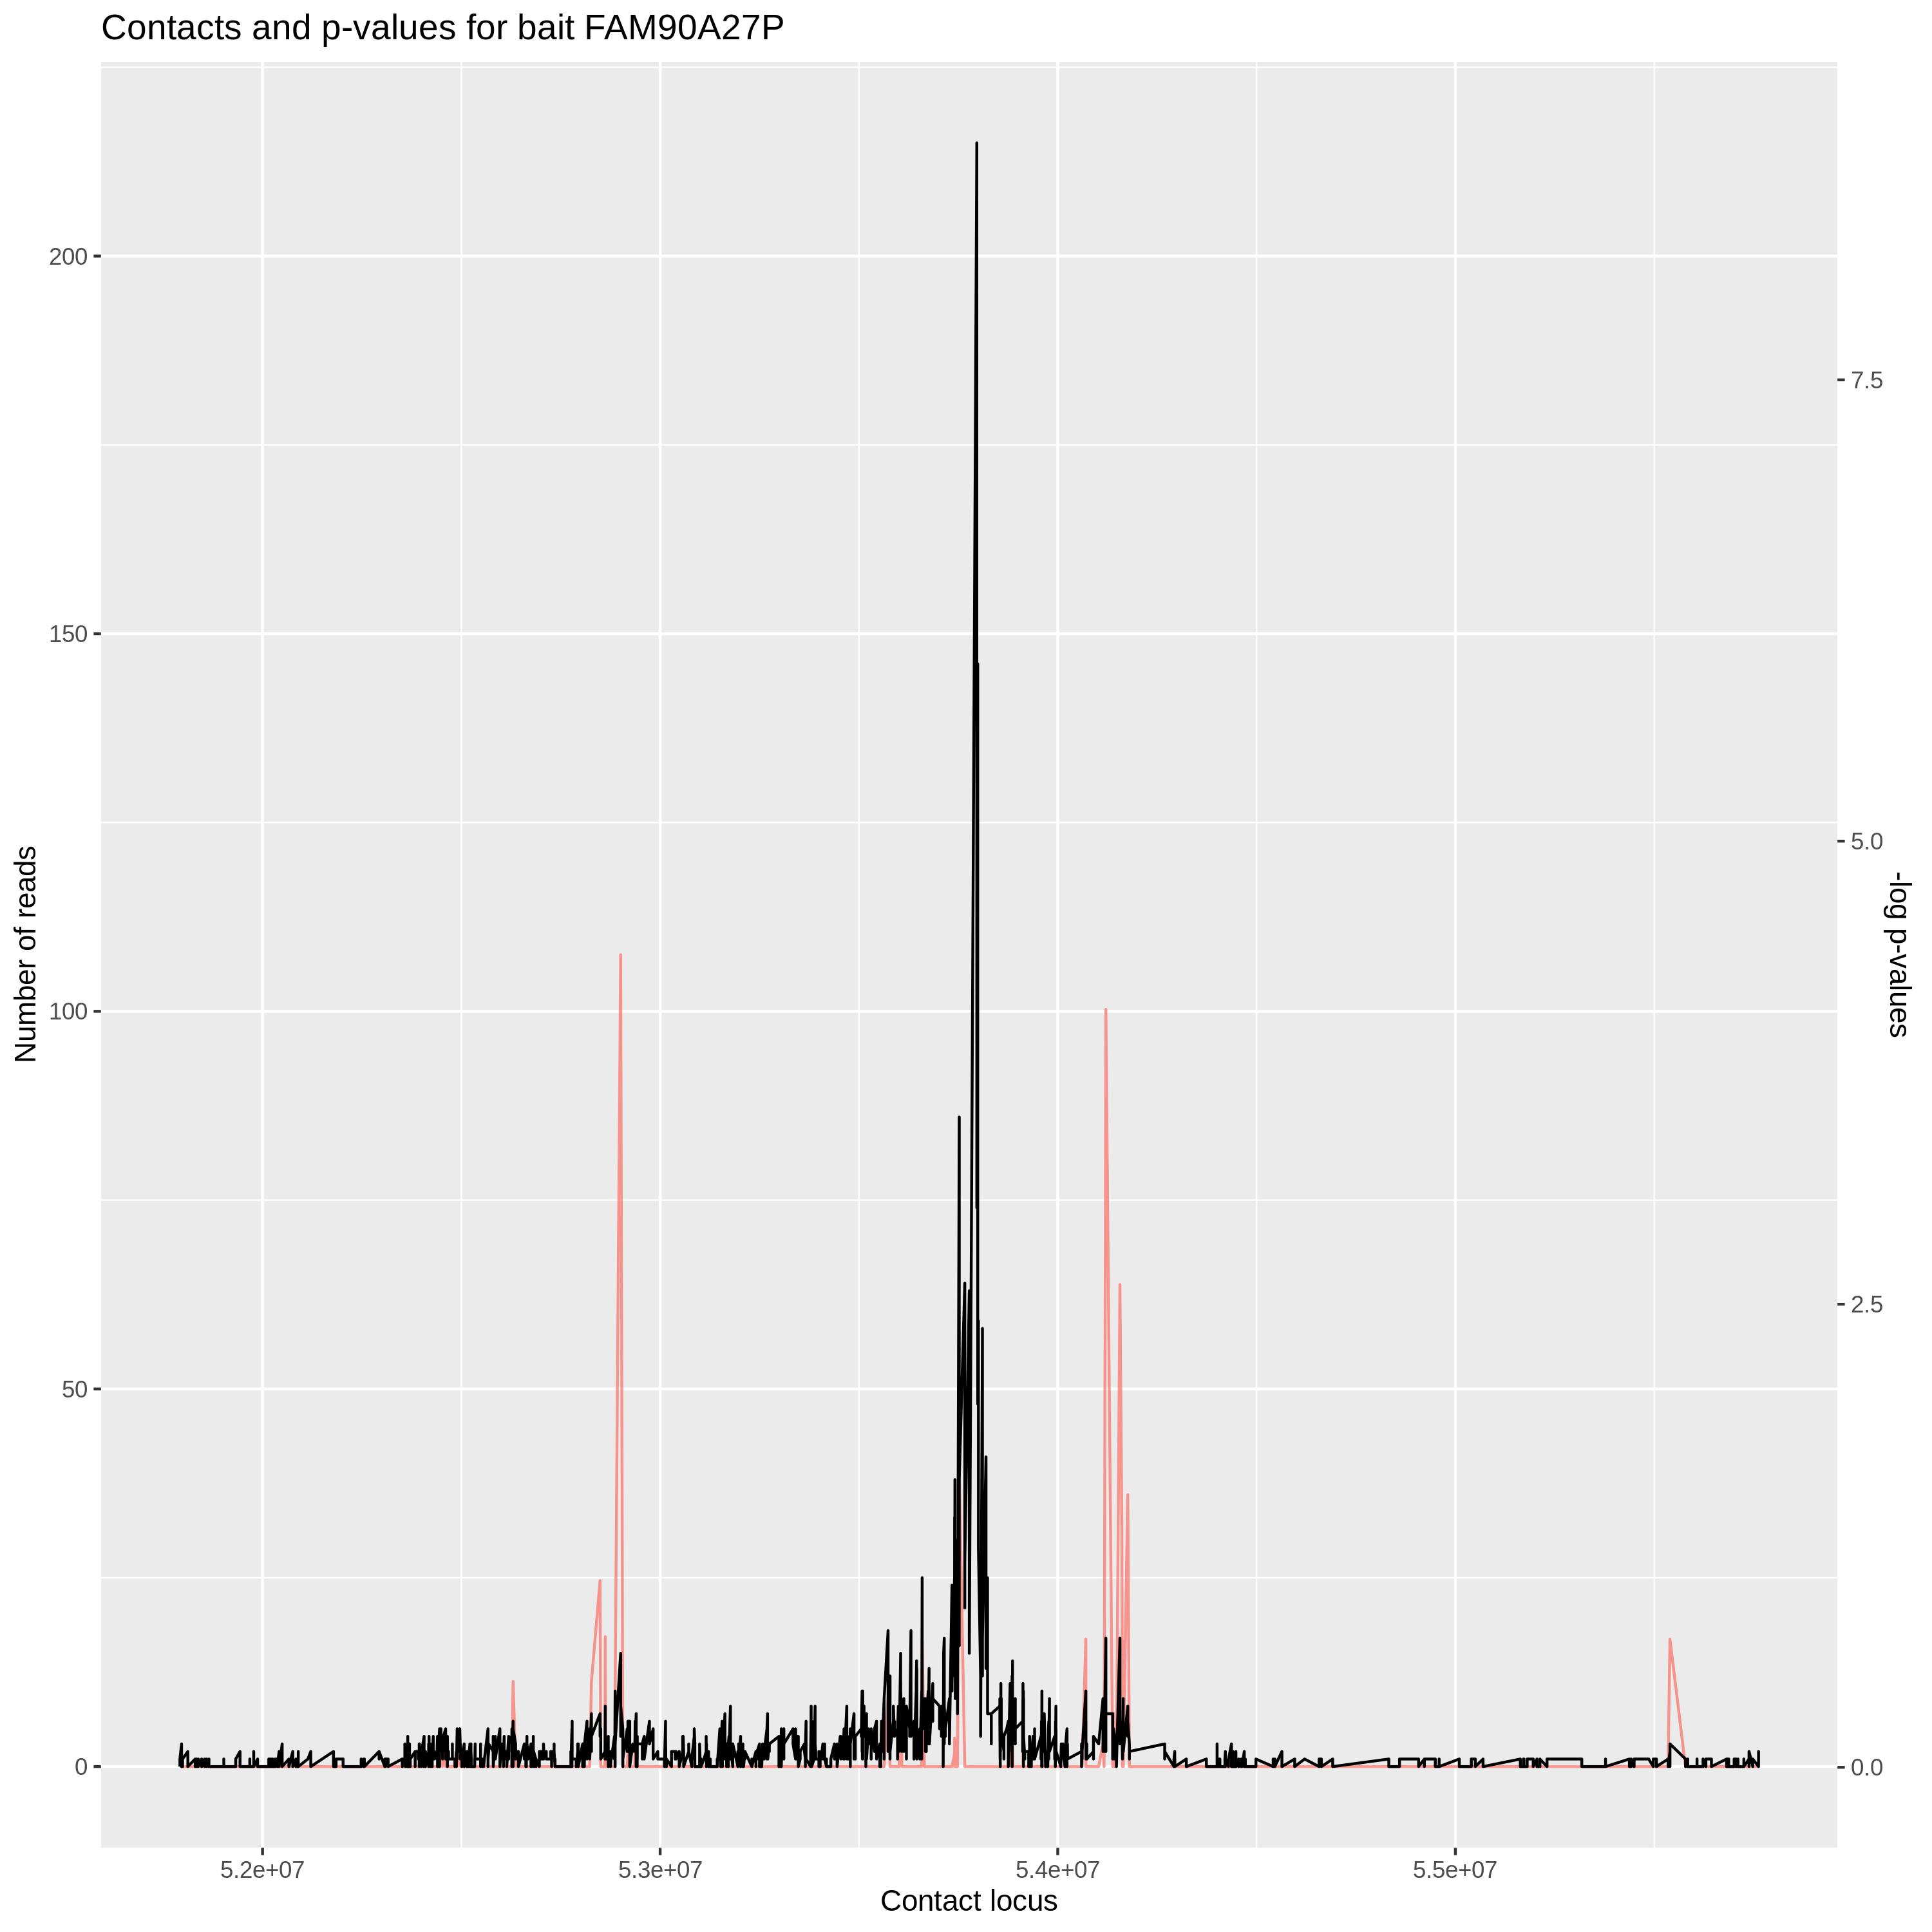 Contacts and p-values for bait FAM90A27P
200
150
100
50
0
Number of reads
7.5
5.0
2.5
0.0
-log p-values
5.2e+07
5.3e+07
5.4e+07
5.5e+07
Contact locus